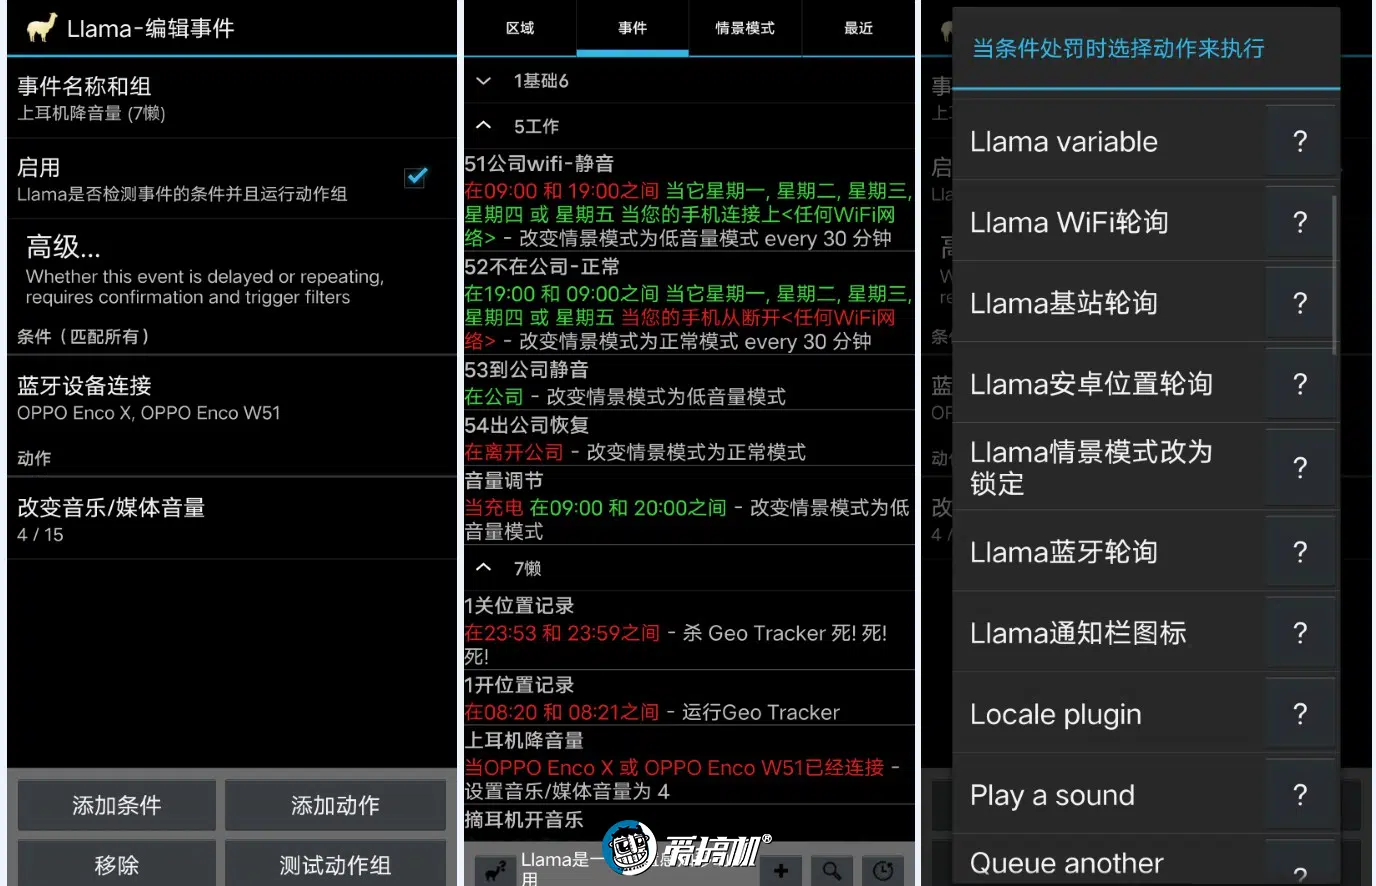 Llama-编辑事件
事件名称和组
上耳机降音量 (7懒)
启用
Llama是否检测事件的条件并且运行动作组
高级...
Whether this event is delayed or repeating,
requires confirmation and trigger filters
条件（匹配所有）
蓝牙设备连接
OPPO Enco X, OPPO Enco W51
动作
改变音乐/媒体音量
4 / 15
添加条件
添加动作
移除
测试动作组
区域
事件
情景模式
最近
1基础6
5工作
51公司wifi-静音
在09:00 和 19:00之间 当它星期一, 星期二, 星期三,
星期四 或 星期五 当您的手机连接上<任何WiFi网
络> - 改变情景模式为低音量模式 every 30 分钟
52不在公司-正常
在19:00 和 09:00之间 当它星期一, 星期二, 星期三,
星期四 或 星期五 当您的手机从断开<任何WiFi网
络> - 改变情景模式为正常模式 every 30 分钟
53到公司静音
在公司 - 改变情景模式为低音量模式
54出公司恢复
在离开公司 - 改变情景模式为正常模式
音量调节
当充电 在09:00 和 20:00之间 - 改变情景模式为低
音量模式
7懒
1关位置记录
在23:53 和 23:59之间 - 杀 Geo Tracker 死! 死!
死!
1开位置记录
在08:20 和 08:21之间 - 运行Geo Tracker
上耳机降音量
当OPPO Enco X 或 OPPO Enco W51已经连接 -
设置音乐/媒体音量为 4
摘耳机开音乐
Llama是一
用
爱搞机®
当条件处罚时选择动作来执行
Llama variable ?
Llama WiFi轮询 ?
Llama基站轮询 ?
Llama安卓位置轮询 ?
Llama情景模式改为
锁定 ?
Llama蓝牙轮询 ?
Llama通知栏图标 ?
Locale plugin ?
Play a sound ?
Queue another ?